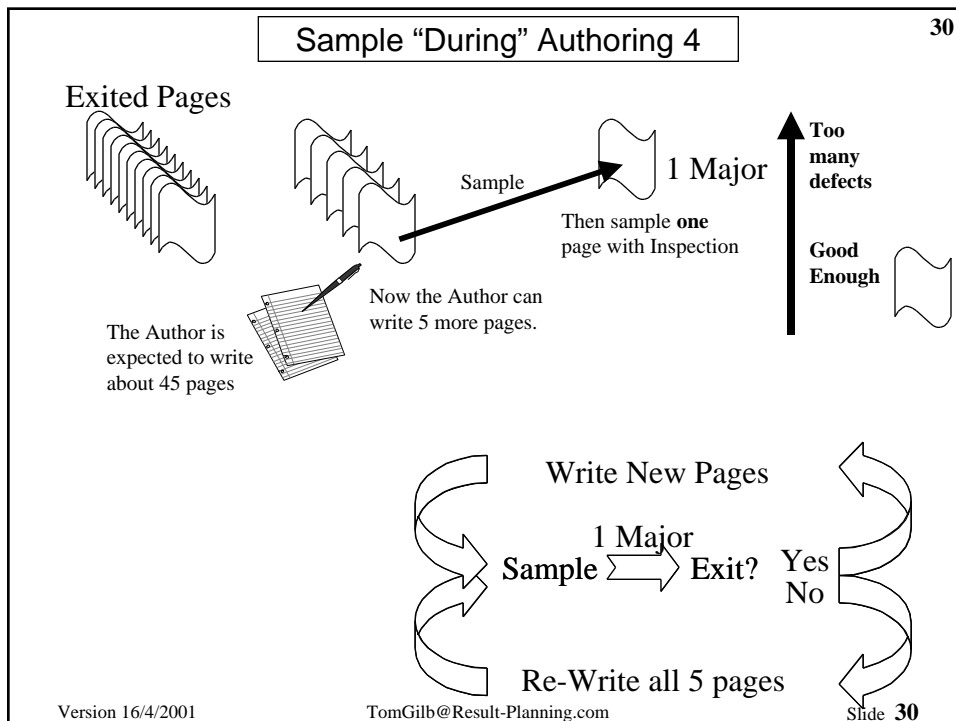 30
Sample “During” Authoring 4
Exited Pages
Sample
1 Major
Then sample one
page with Inspection
Too
many
defects
Good
Enough
Now the Author can
write 5 more pages.
The Author is
expected to write
about 45 pages
Write New Pages
1 Major
Sample
Exit?
Yes
No
Re-Write all 5 pages
Version 16/4/2001
TomGilb@Result-Planning.com
Slide 30